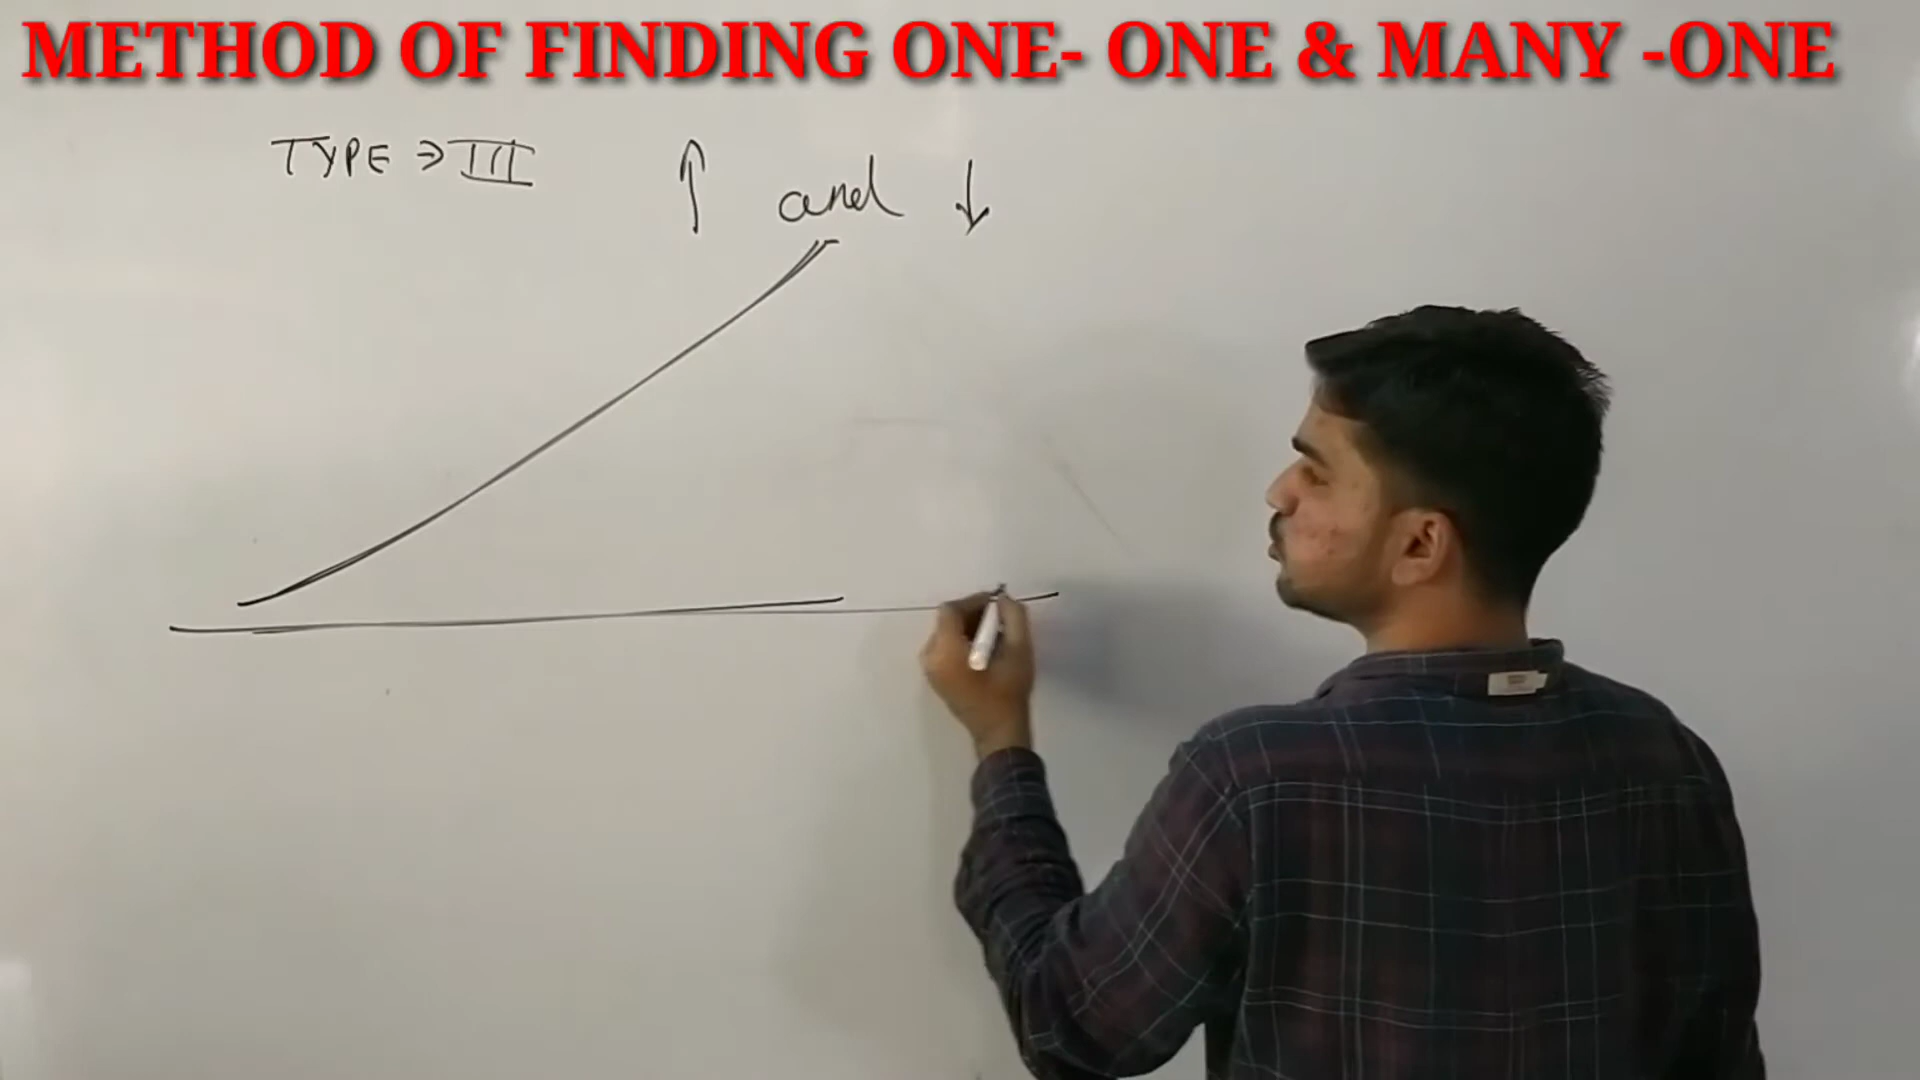 METHOD OF FINDING ONE- ONE & MANY -ONE
TYPE ⇒ III ↑ and ↓